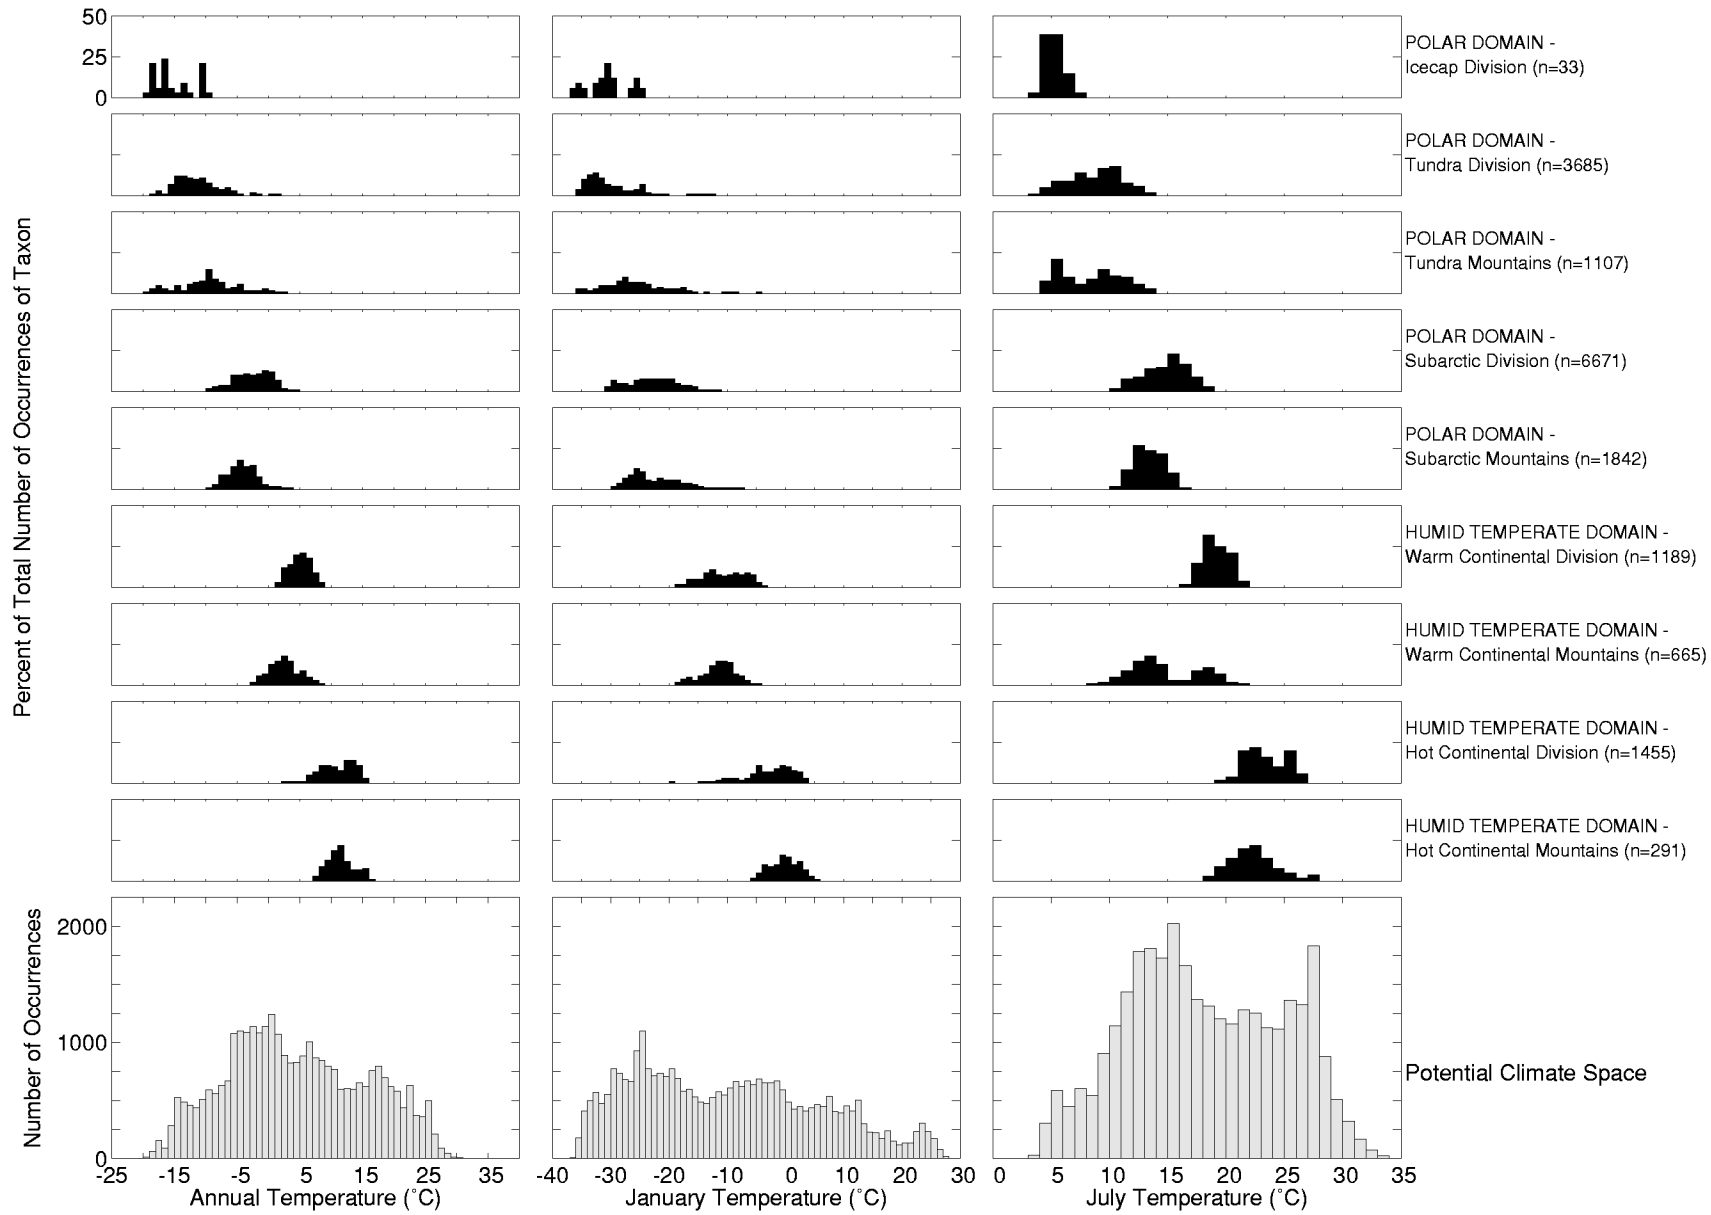 50
25
0
POLAR DOMAIN -
Icecap Division (n=33)
POLAR DOMAIN -
Tundra Division (n=3685)
POLAR DOMAIN -
Tundra Mountains (n=1107)
POLAR DOMAIN -
Subarctic Division (n=6671)
POLAR DOMAIN -
Subarctic Mountains (n=1842)
HUMID TEMPERATE DOMAIN -
Warm Continental Division (n=1189)
HUMID TEMPERATE DOMAIN -
Warm Continental Mountains (n=665)
HUMID TEMPERATE DOMAIN -
Hot Continental Division (n=1455)
HUMID TEMPERATE DOMAIN -
Hot Continental Mountains (n=291)
Percent of Total Number of Occurrences of Taxon
Number of Occurrences
2000
1000
0
Potential Climate Space
-25 -15 -5 5 15 25 35
Annual Temperature (˚C)
-40 -30 -20 -10 0 10 20 30
January Temperature (˚C)
0 5 10 15 20 25 30 35
July Temperature (˚C)